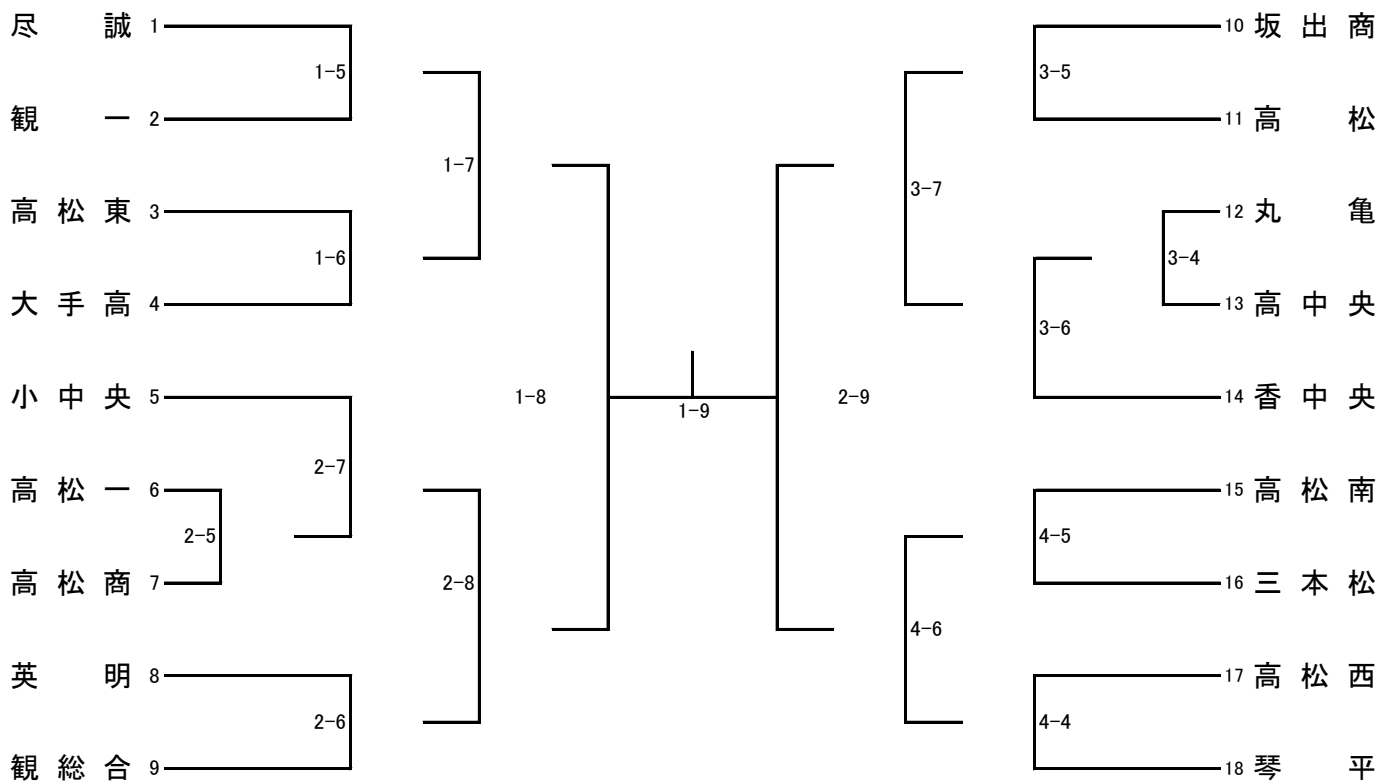 尽誠 1
1-5
観一 2
1-7
高松東 3
1-6
大手高 4
1-8
小中央 5
2-7
高松一 6
2-5
高松商 7
2-8
英明 8
2-6
観総合 9
1-9
10 坂出商
3-5
11 高松
3-7
12 丸亀
3-4
13 高中央
3-6
14 香中央
2-9
15 高松南
4-5
16 三本松
4-6
17 高松西
4-4
18 琴平